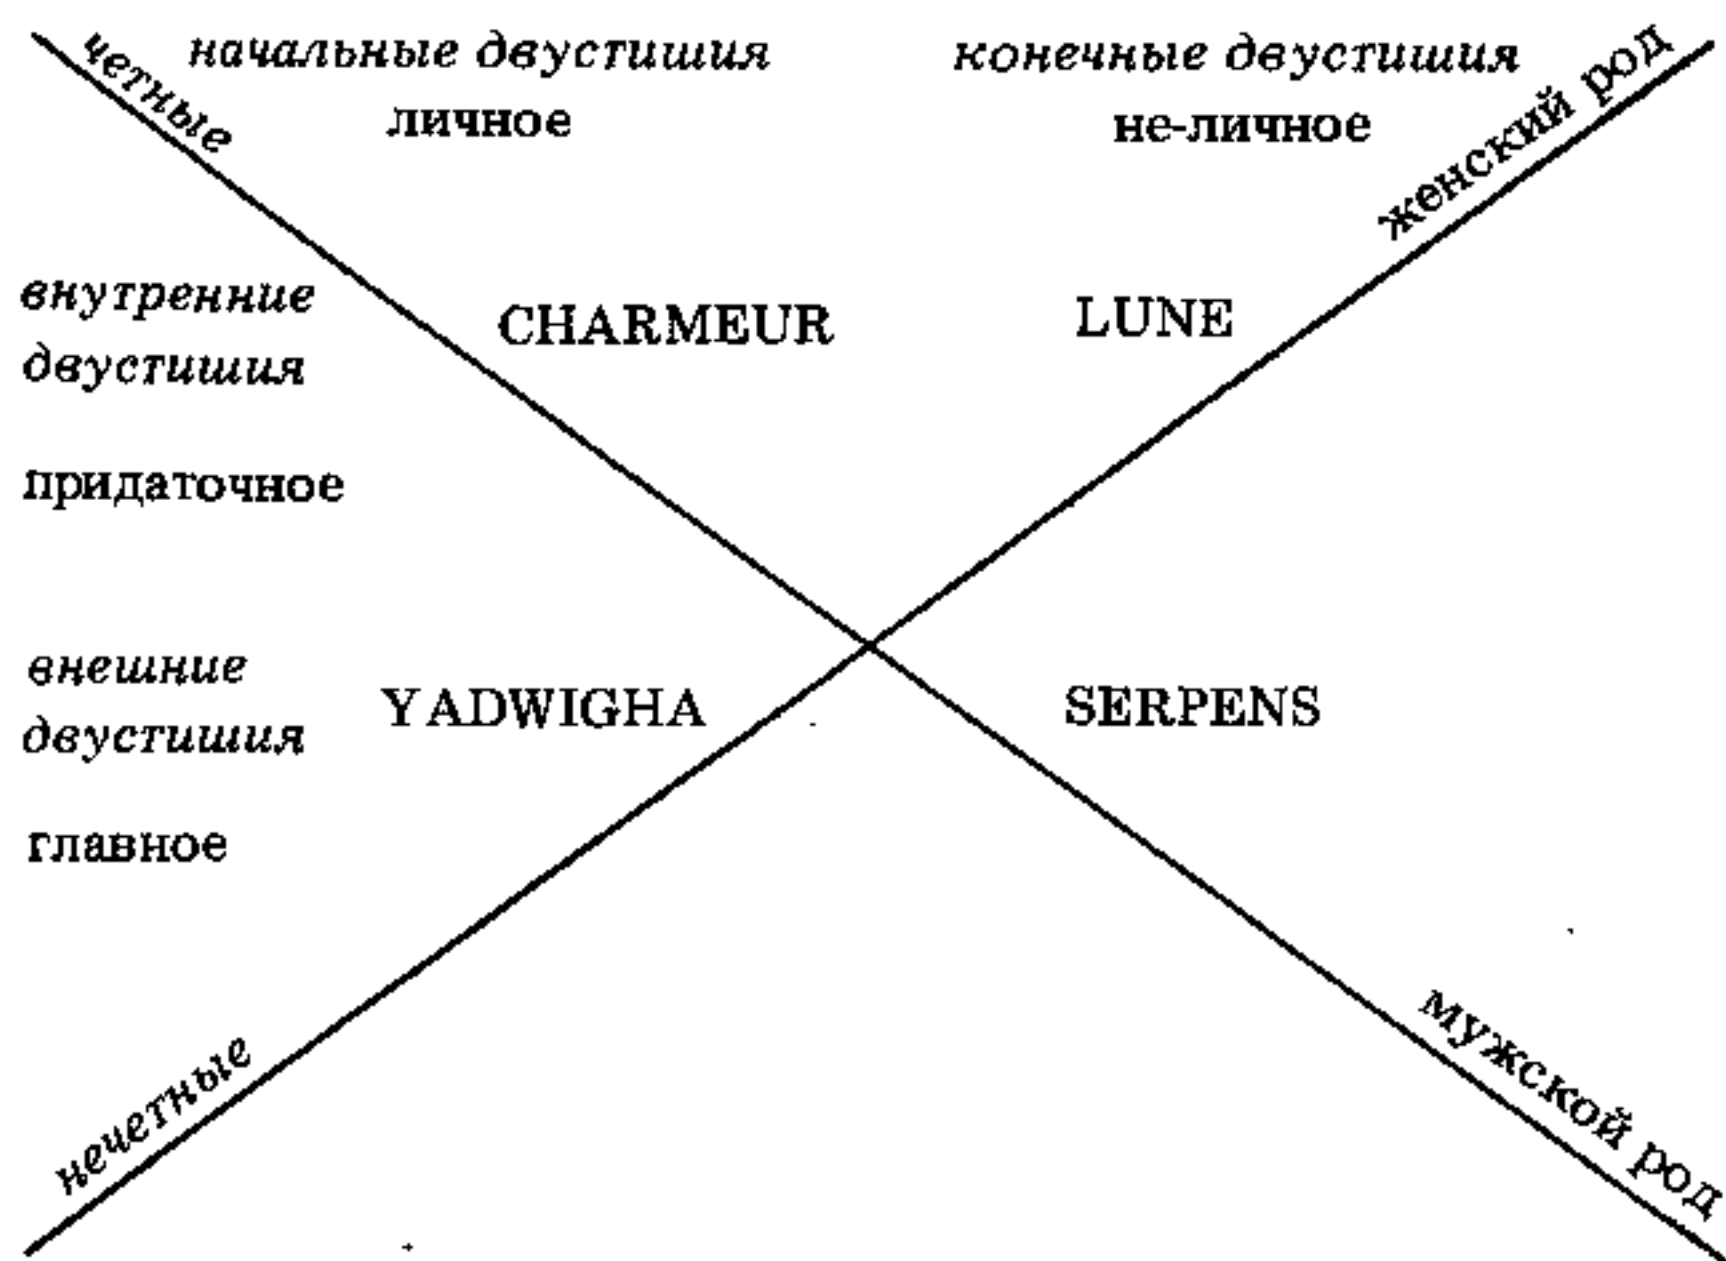 начальные двустишия
конечные двустишия
четные
личное
не-личное
женский род
внутренние
двустишия
CHARMEUR
LUNE
придаточное
внешние
двустишия
YADWIGHA
SERPENS
главное
нечетные
мужской род